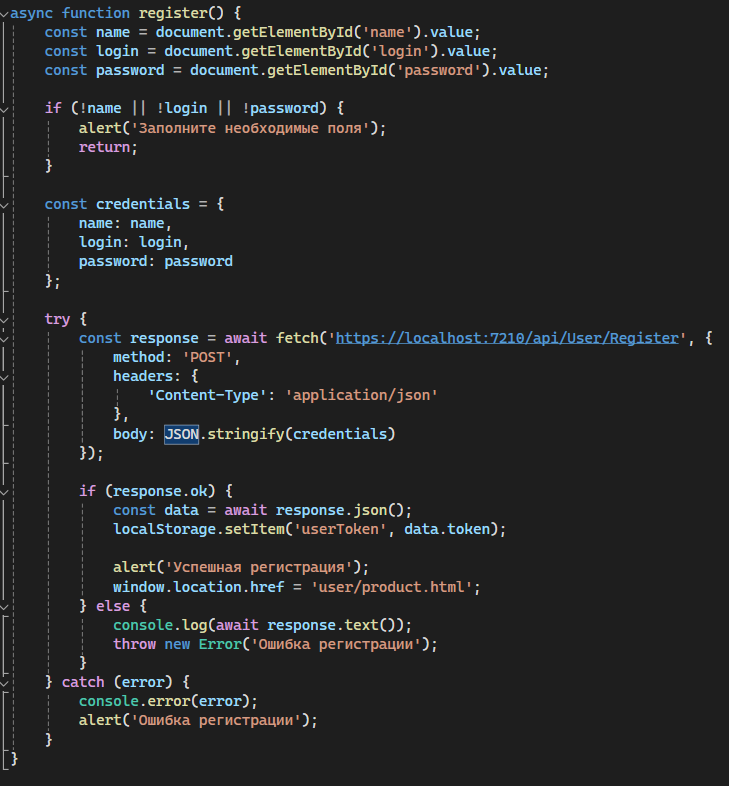 async function register() {
    const name = document.getElementById('name').value;
    const login = document.getElementById('login').value;
    const password = document.getElementById('password').value;

    if (!name || !login || !password) {
        alert('Заполните необходимые поля');
        return;
    }

    const credentials = {
        name: name,
        login: login,
        password: password
    };

    try {
        const response = await fetch('https://localhost:7210/api/User/Register', {
            method: 'POST',
            headers: {
                'Content-Type': 'application/json'
            },
            body: JSON.stringify(credentials)
        });

        if (response.ok) {
            const data = await response.json();
            localStorage.setItem('userToken', data.token);

            alert('Успешная регистрация');
            window.location.href = 'user/product.html';
        } else {
            console.log(await response.text());
            throw new Error('Ошибка регистрации');
        }
    } catch (error) {
        console.error(error);
        alert('Ошибка регистрации');
    }
}